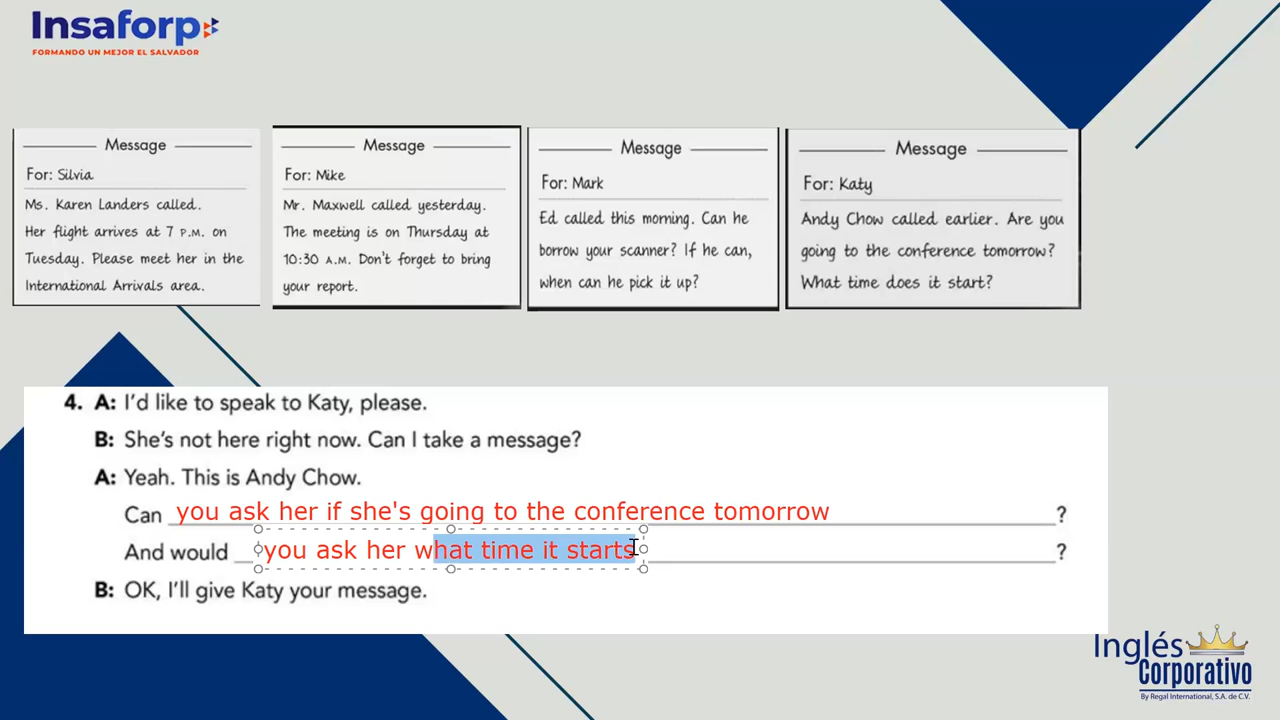 Insaforp
FORMANDO UN MEJOR EL SALVADOR
Message
For: Silvia
Ms. Karen Landers called.
Her flight arrives at 7 P.M. on
Tuesday. Please meet her in the
International Arrivals area.
Message
For: Mike
Mr. Maxwell called yesterday.
The meeting is on Thursday at
10:30 A.M. Don't forget to bring
your report.
Message
For: Mark
Ed called this morning. Can he
borrow your scanner? If he can,
when can he pick it up?
Message
For: Katy
Andy Chow called earlier. Are you
going to the conference tomorrow?
What time does it start?
4. A: I'd like to speak to Katy, please.
B: She's not here right now. Can I take a message?
A: Yeah. This is Andy Chow.
Can you ask her if she's going to the conference tomorrow ?
And would you ask her what time it starts ?
B: OK, I'll give Katy your message.
Inglés
Corporativo
By Regal International, S.A. de C.V.